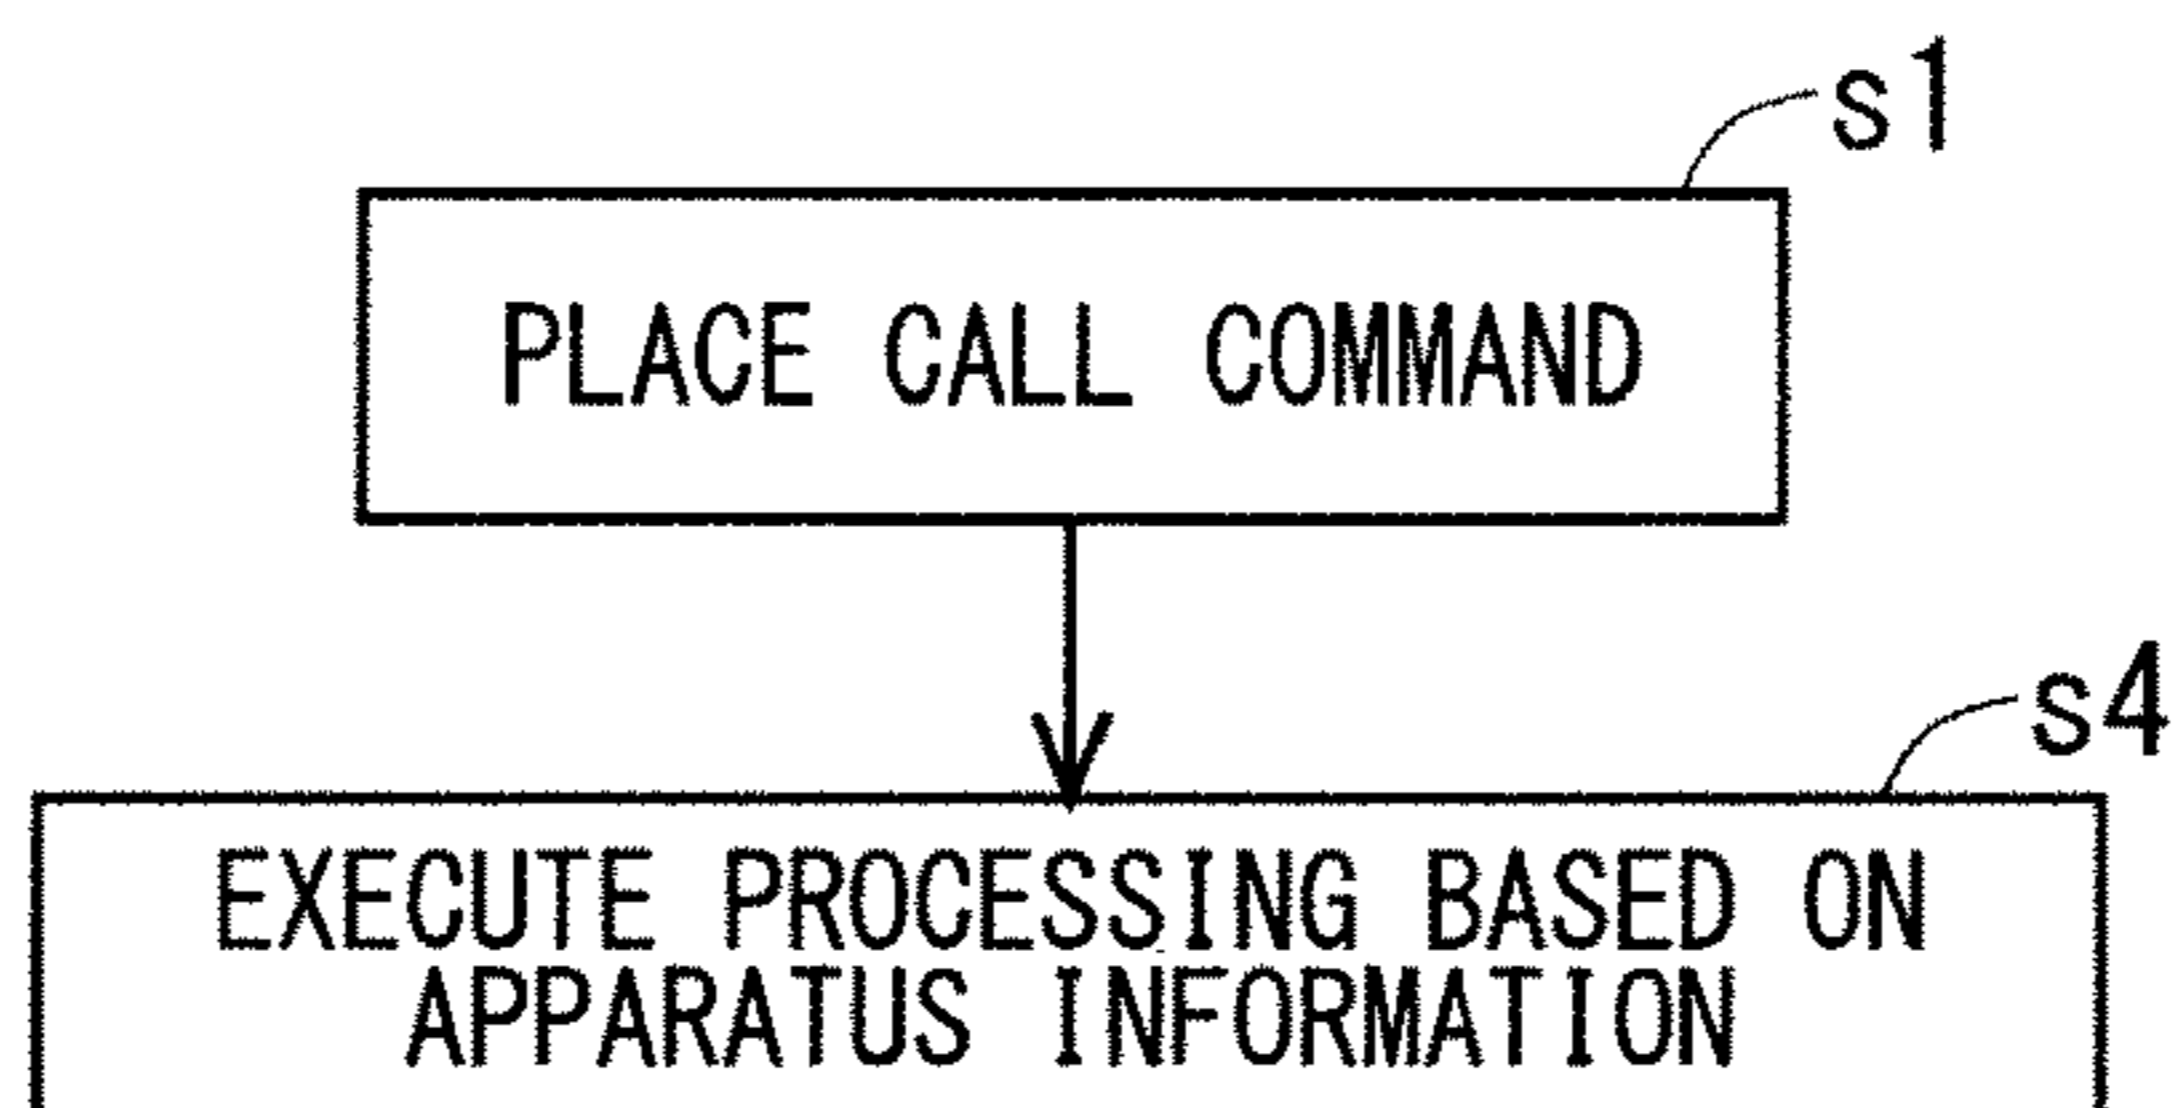 s1
PLACE CALL COMMAND
s4
EXECUTE PROCESSING BASED ON
APPARATUS INFORMATION